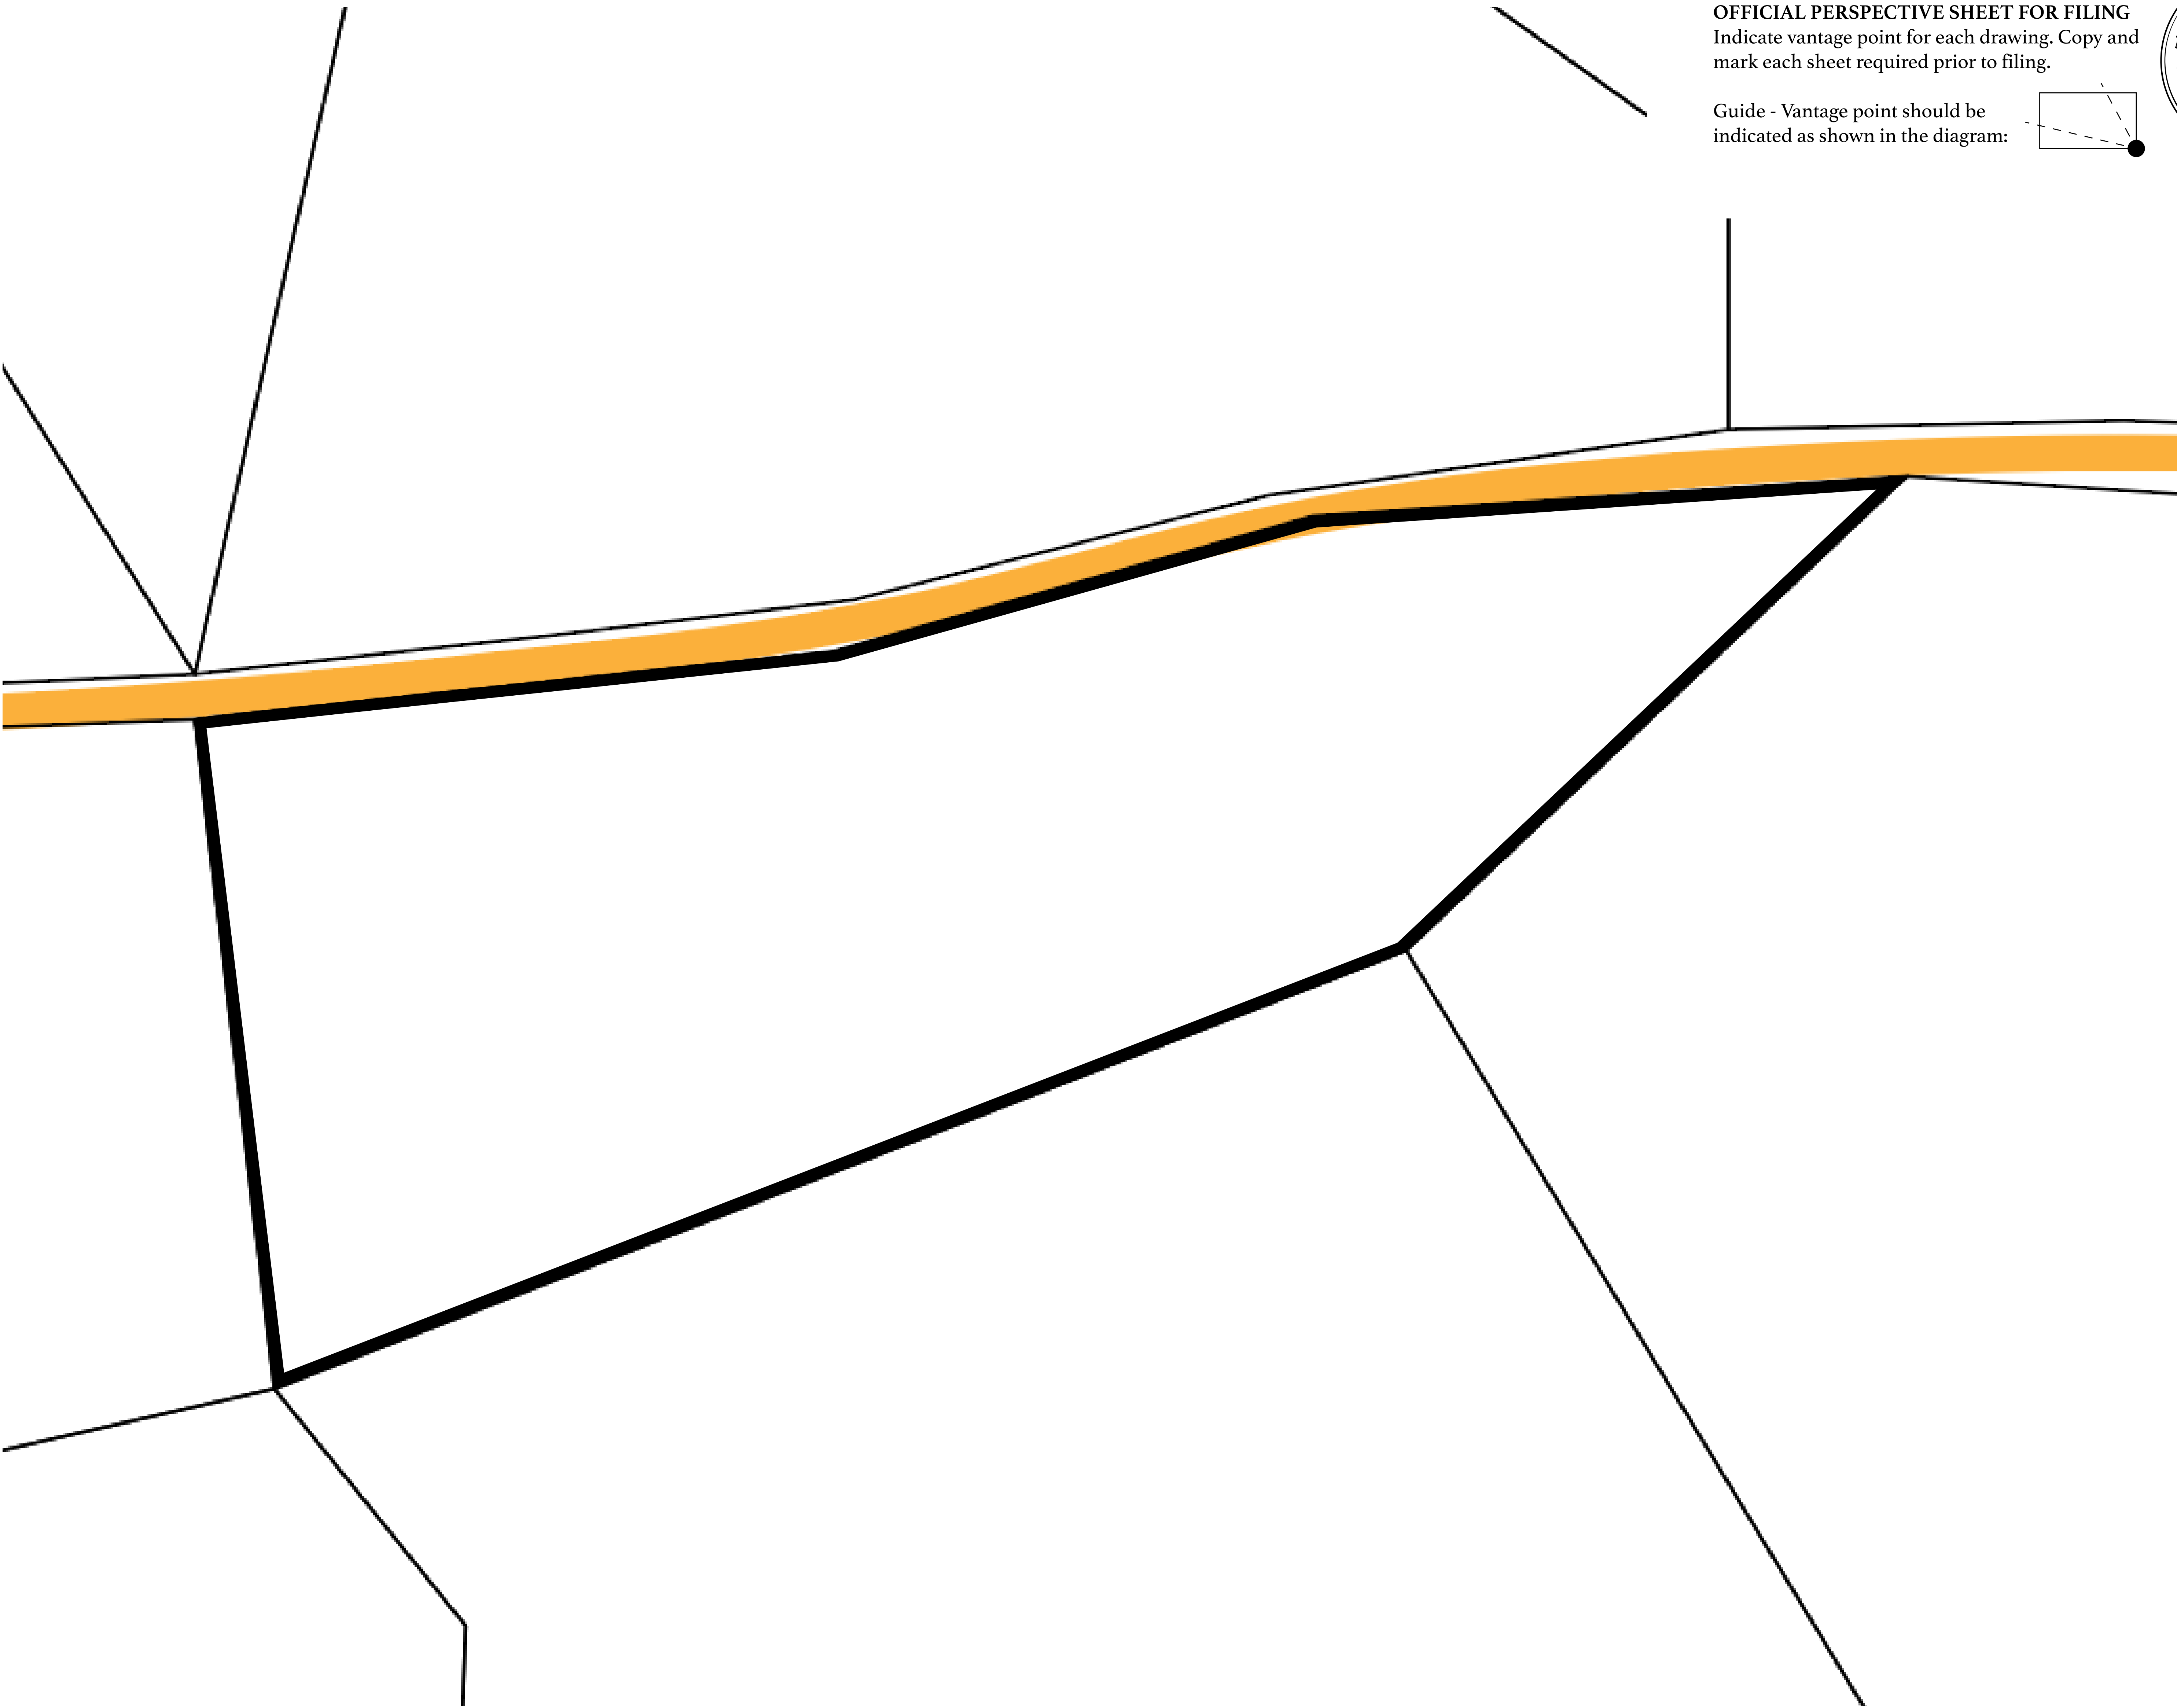 OFFICIAL PERSPECTIVE SHEET FOR FILING
Indicate vantage point for each drawing. Copy and
mark each sheet required prior to filing.
Guide - Vantage point should be
indicated as shown in the diagram: